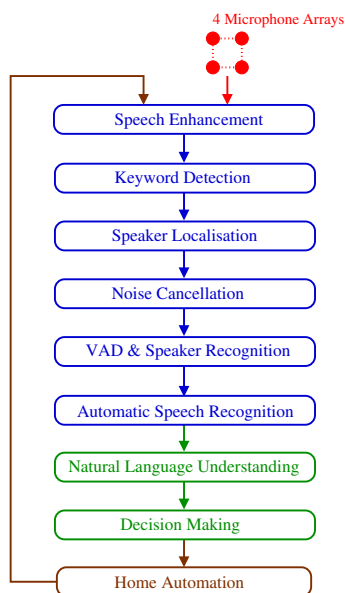 4 Microphone Arrays
Speech Enhancement
Keyword Detection
Speaker Localisation
Noise Cancellation
VAD & Speaker Recognition
Automatic Speech Recognition
Natural Language Understanding
Decision Making
Home Automation